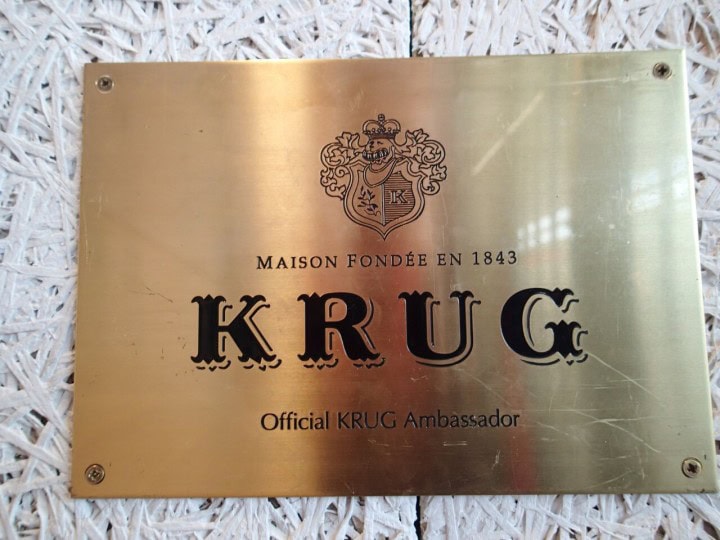 K
MAISON FONDÉE EN 1843
KRUG
Official KRUG Ambassador